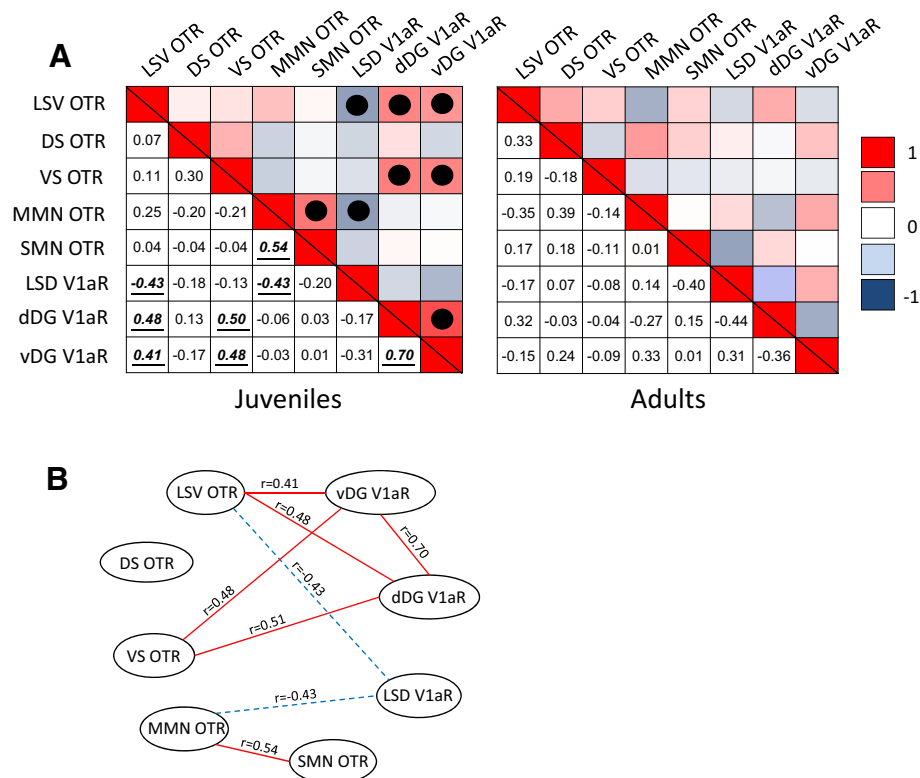 A
LSV OTR DS OTR VS OTR MMN OTR SMN OTR LSD V1aR dDG V1aR vDG V1aR
LSV OTR DS OTR VS OTR MMN OTR SMN OTR LSD V1aR dDG V1aR vDG V1aR
LSV OTR
DS OTR 0.07 0.33
VS OTR 0.11 0.30 0.19 -0.18
MMN OTR 0.25 -0.20 -0.21 -0.35 0.39 -0.14
SMN OTR 0.04 -0.04 -0.04 0.54 0.17 0.18 -0.11 0.01
LSD V1aR -0.43 -0.18 -0.13 -0.43 -0.20 -0.17 0.07 -0.08 0.14 -0.40
dDG V1aR 0.48 0.13 0.50 -0.06 0.03 -0.17 0.32 -0.03 -0.04 -0.27 0.15 -0.44
vDG V1aR 0.41 -0.17 0.48 -0.03 0.01 -0.31 0.70 -0.15 0.24 -0.09 0.33 0.01 0.31 -0.36
1
0
-1
Juveniles Adults
B
LSV OTR r=0.41 vDG V1aR
r=0.48
r=0.70
DS OTR
r=-0.43
dDG V1aR
r=0.48
r=0.51
VS OTR
LSD V1aR
r=-0.43
MMN OTR
r=0.54
SMN OTR